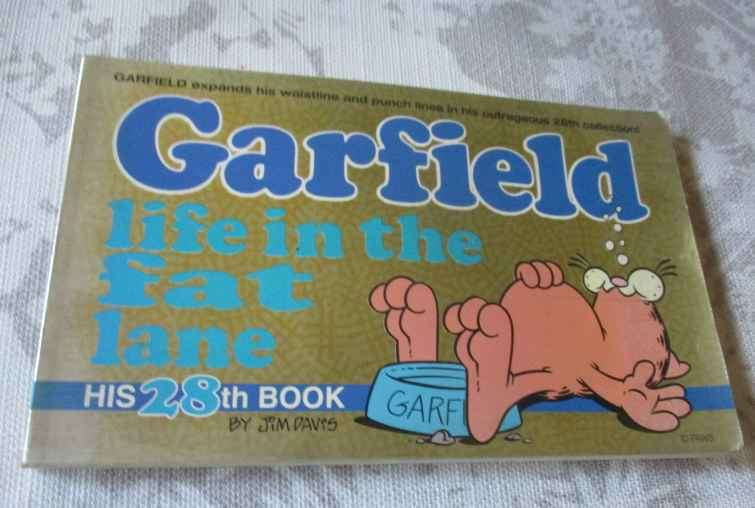 GARFIELD expands his waistline and punch lines in his outrageous 28th collection!
Garfield
life in the
fat
lane
HIS 28th BOOK
BY JIM DAVIS
GARF
© PAWS